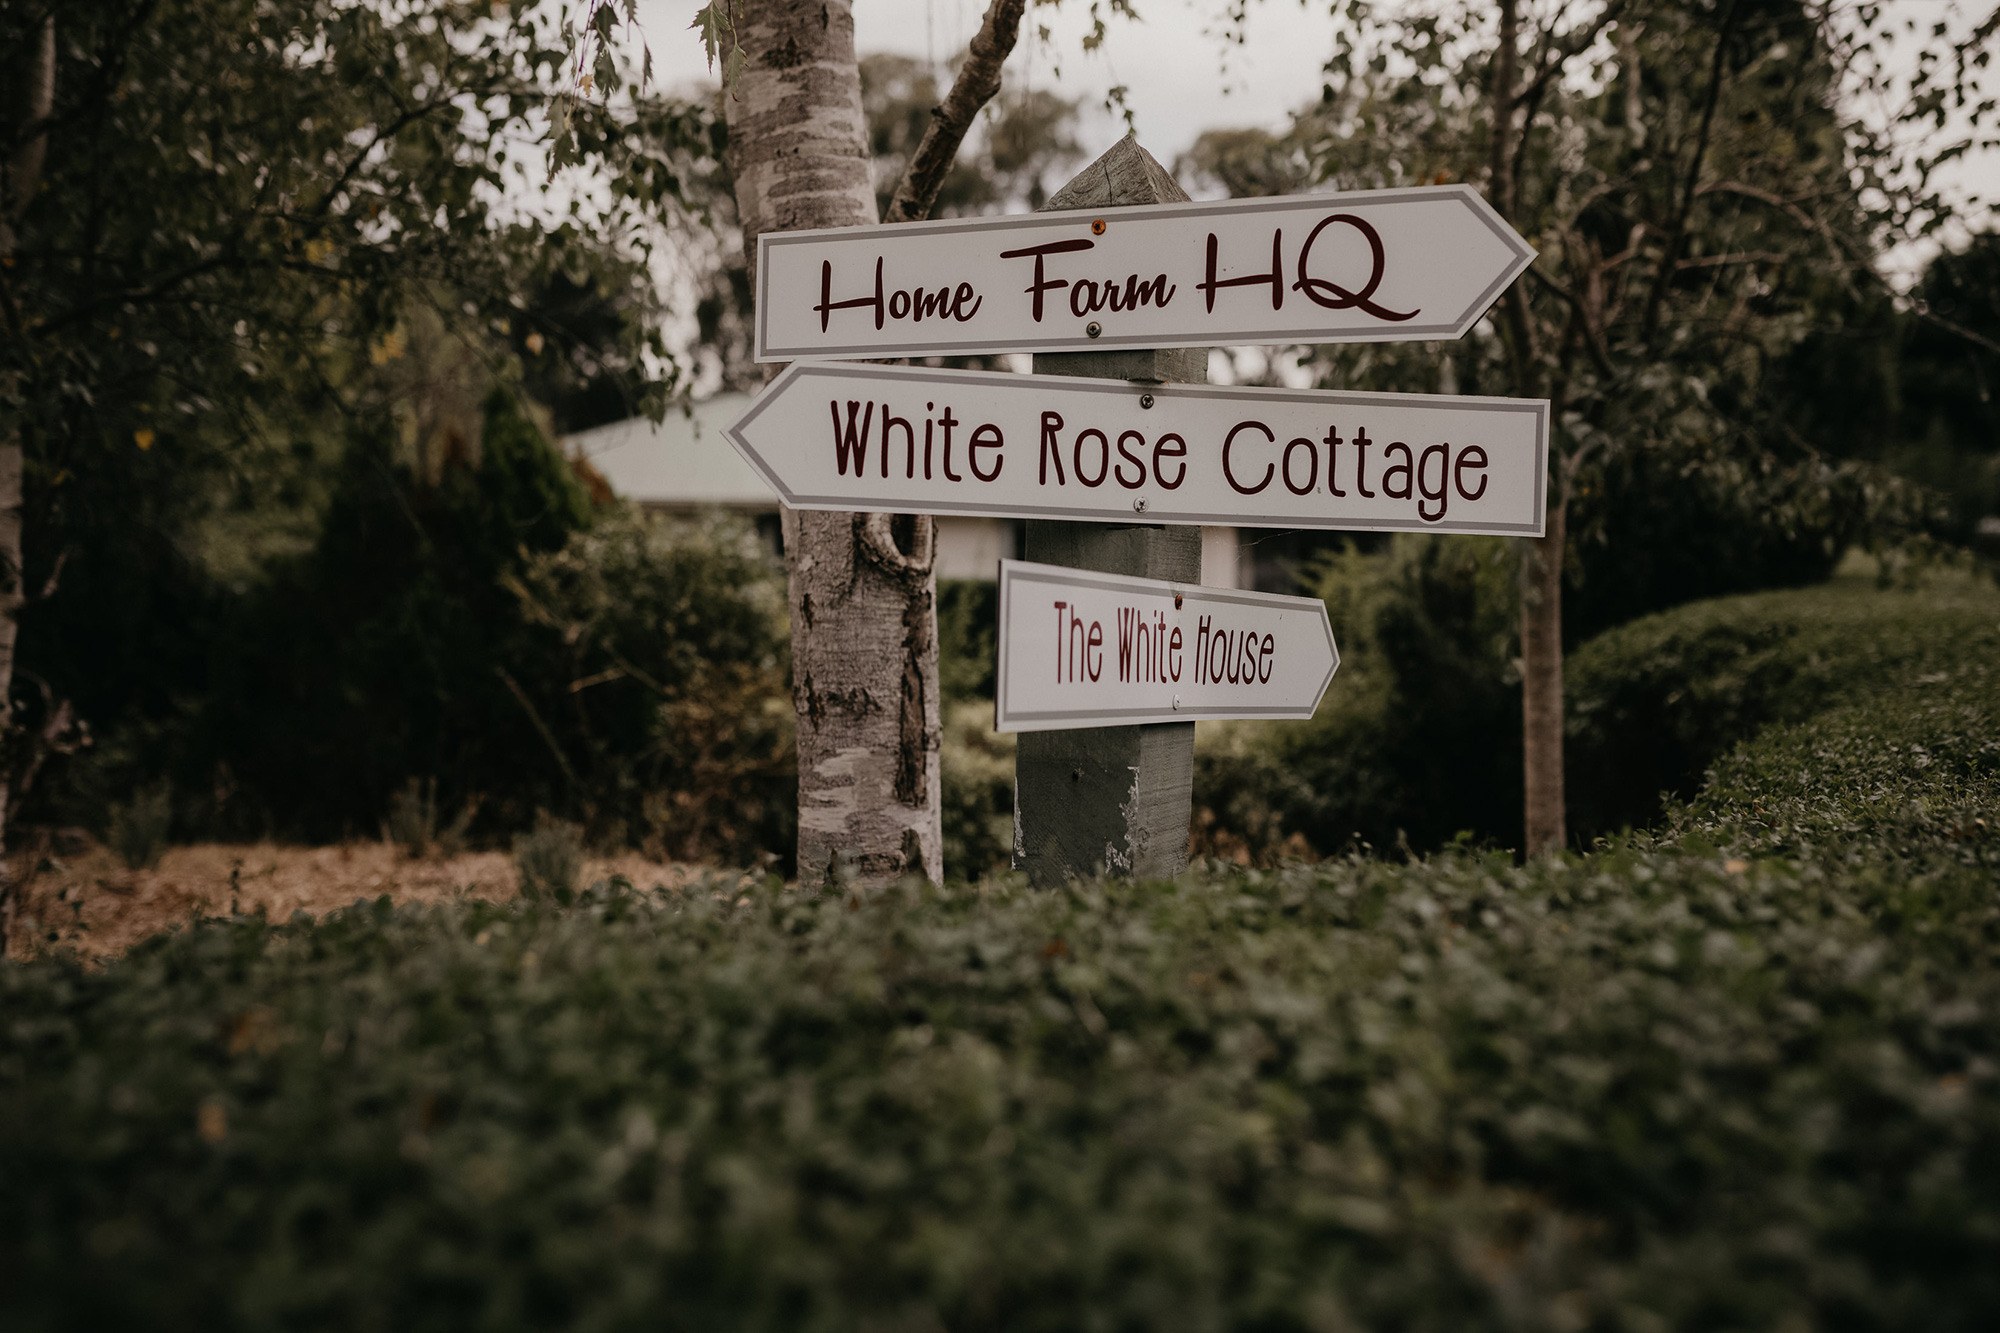 Home Farm HQ
White Rose Cottage
The White House